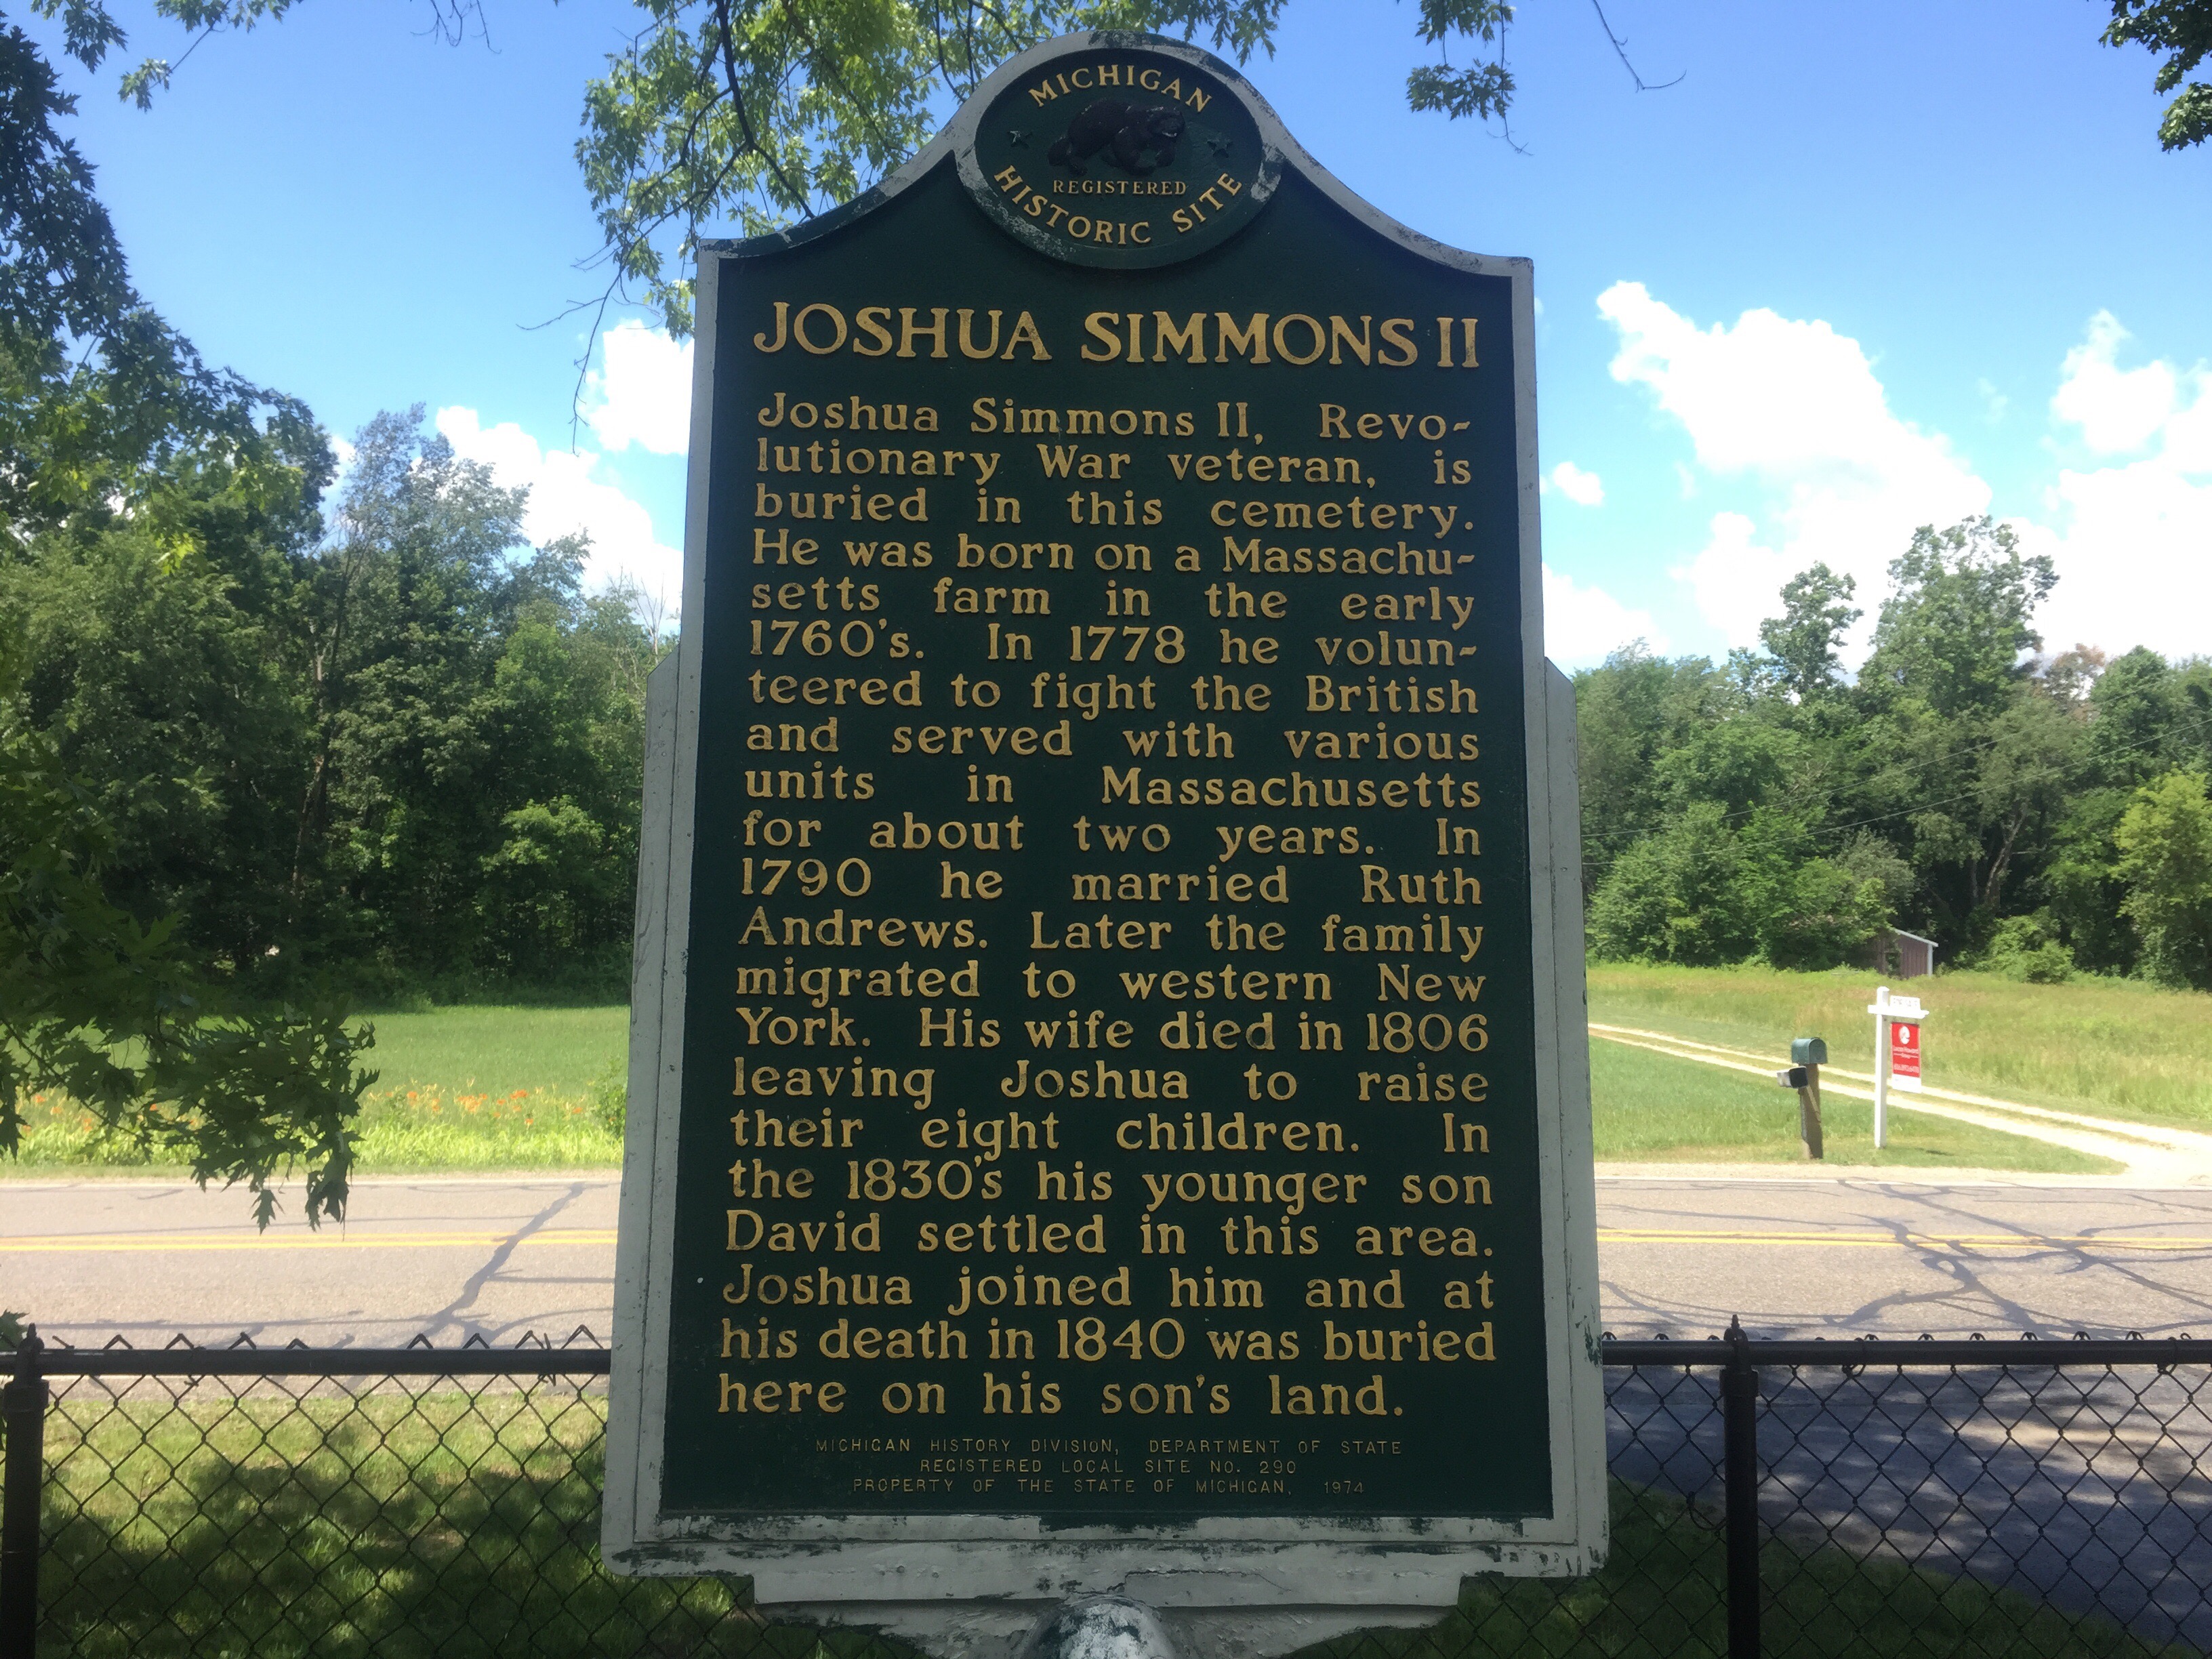 MICHIGAN
REGISTERED
HISTORIC SITE
JOSHUA SIMMONS II
Joshua Simmons II, Revo-
lutionary War veteran, is
buried in this cemetery.
He was born on a Massachu-
setts farm in the early
1760's. In 1778 he volun-
teered to fight the British
and served with various
units in Massachusetts
for about two years. In
1790 he married Ruth
Andrews. Later the family
migrated to western New
York. His wife died in 1806
leaving Joshua to raise
their eight children. In
the 1830's his younger son
David settled in this area.
Joshua joined him and at
his death in 1840 was buried
here on his son's land.
MICHIGAN HISTORY DIVISION, DEPARTMENT OF STATE
REGISTERED LOCAL SITE NO. 290
PROPERTY OF THE STATE OF MICHIGAN, 1974